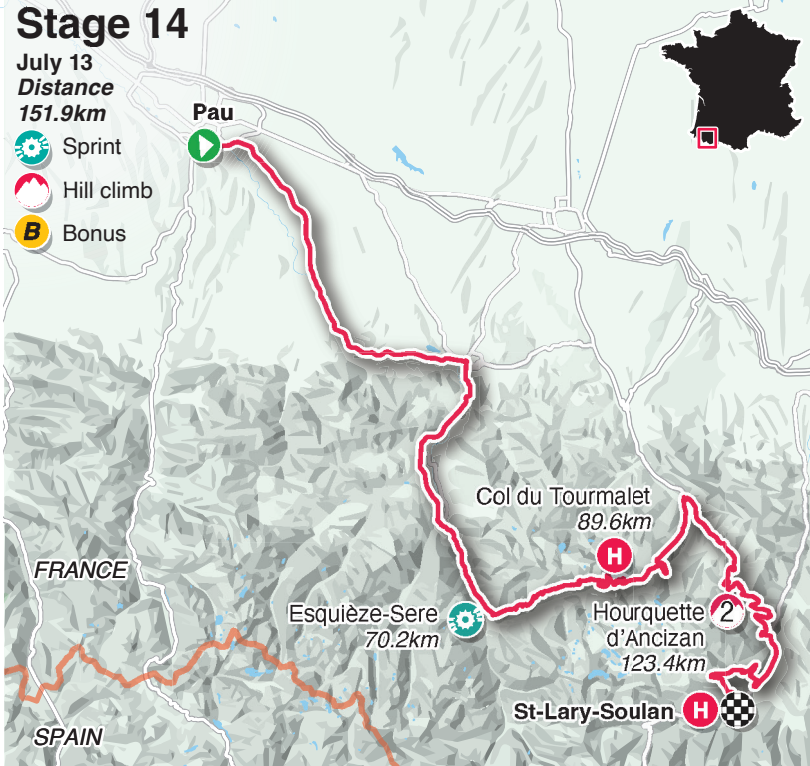 Stage 14
July 13
Distance
151.9km
Sprint
Hill climb
B Bonus
Pau
Col du Tourmalet
89.6km
H
FRANCE
Esquièze-Sere
70.2km
Hourquette
d'Ancizan
123.4km
2
St-Lary-Soulan H
SPAIN